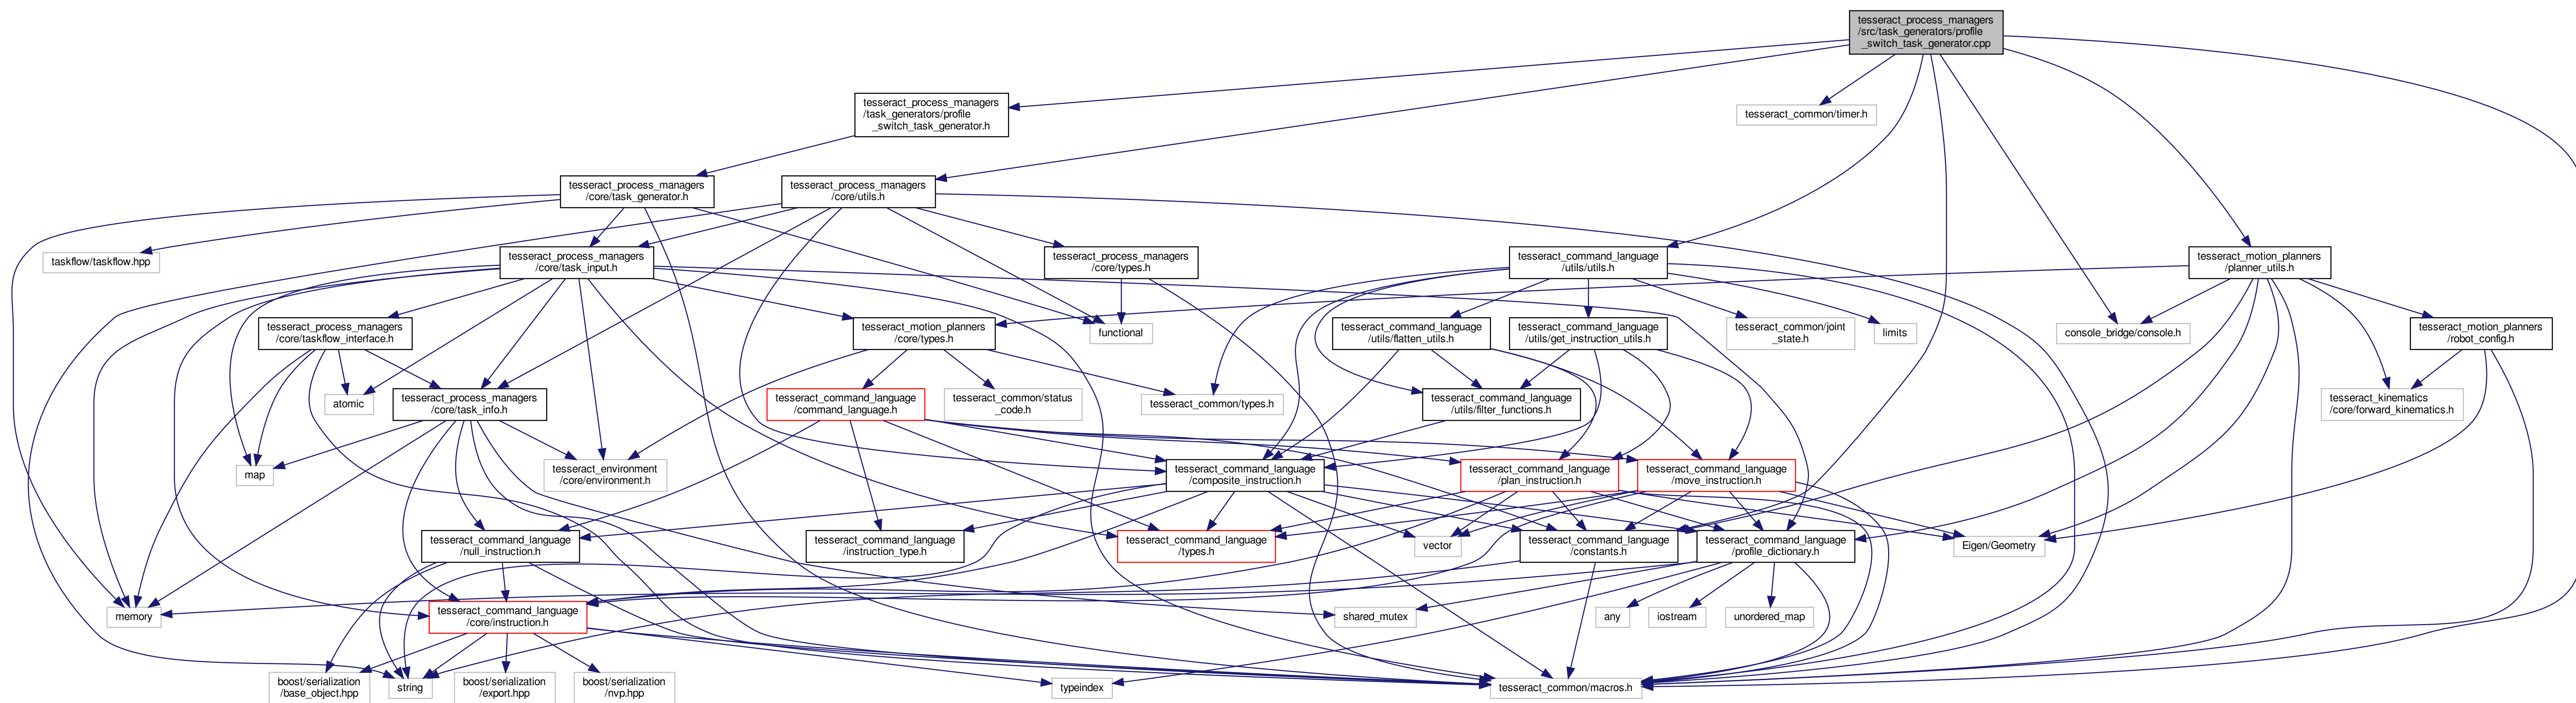 tesseract_process_managers
/src/task_generators/profile
_switch_task_generator.cpp
tesseract_process_managers
/task_generators/profile
_switch_task_generator.h
tesseract_common/timer.h
tesseract_process_managers
/core/task_generator.h
tesseract_process_managers
/core/utils.h
taskflow/taskflow.hpp
tesseract_process_managers
/core/task_input.h
tesseract_process_managers
/core/types.h
tesseract_command_language
/utils/utils.h
tesseract_motion_planners
/planner_utils.h
tesseract_process_managers
/core/taskflow_interface.h
tesseract_motion_planners
/core/types.h
functional
tesseract_command_language
/utils/flatten_utils.h
tesseract_command_language
/utils/get_instruction_utils.h
tesseract_common/joint
_state.h
limits
console_bridge/console.h
tesseract_motion_planners
/robot_config.h
atomic
tesseract_process_managers
/core/task_info.h
tesseract_command_language
/command_language.h
tesseract_common/status
_code.h
tesseract_common/types.h
tesseract_command_language
/utils/filter_functions.h
tesseract_kinematics
/core/forward_kinematics.h
map
tesseract_environment
/core/environment.h
tesseract_command_language
/composite_instruction.h
tesseract_command_language
/plan_instruction.h
tesseract_command_language
/move_instruction.h
tesseract_command_language
/null_instruction.h
tesseract_command_language
/instruction_type.h
tesseract_command_language
/types.h
vector
tesseract_command_language
/constants.h
tesseract_command_language
/profile_dictionary.h
Eigen/Geometry
memory
tesseract_command_language
/core/instruction.h
shared_mutex
any
iostream
unordered_map
boost/serialization
/base_object.hpp
string
boost/serialization
/export.hpp
boost/serialization
/nvp.hpp
typeindex
tesseract_common/macros.h